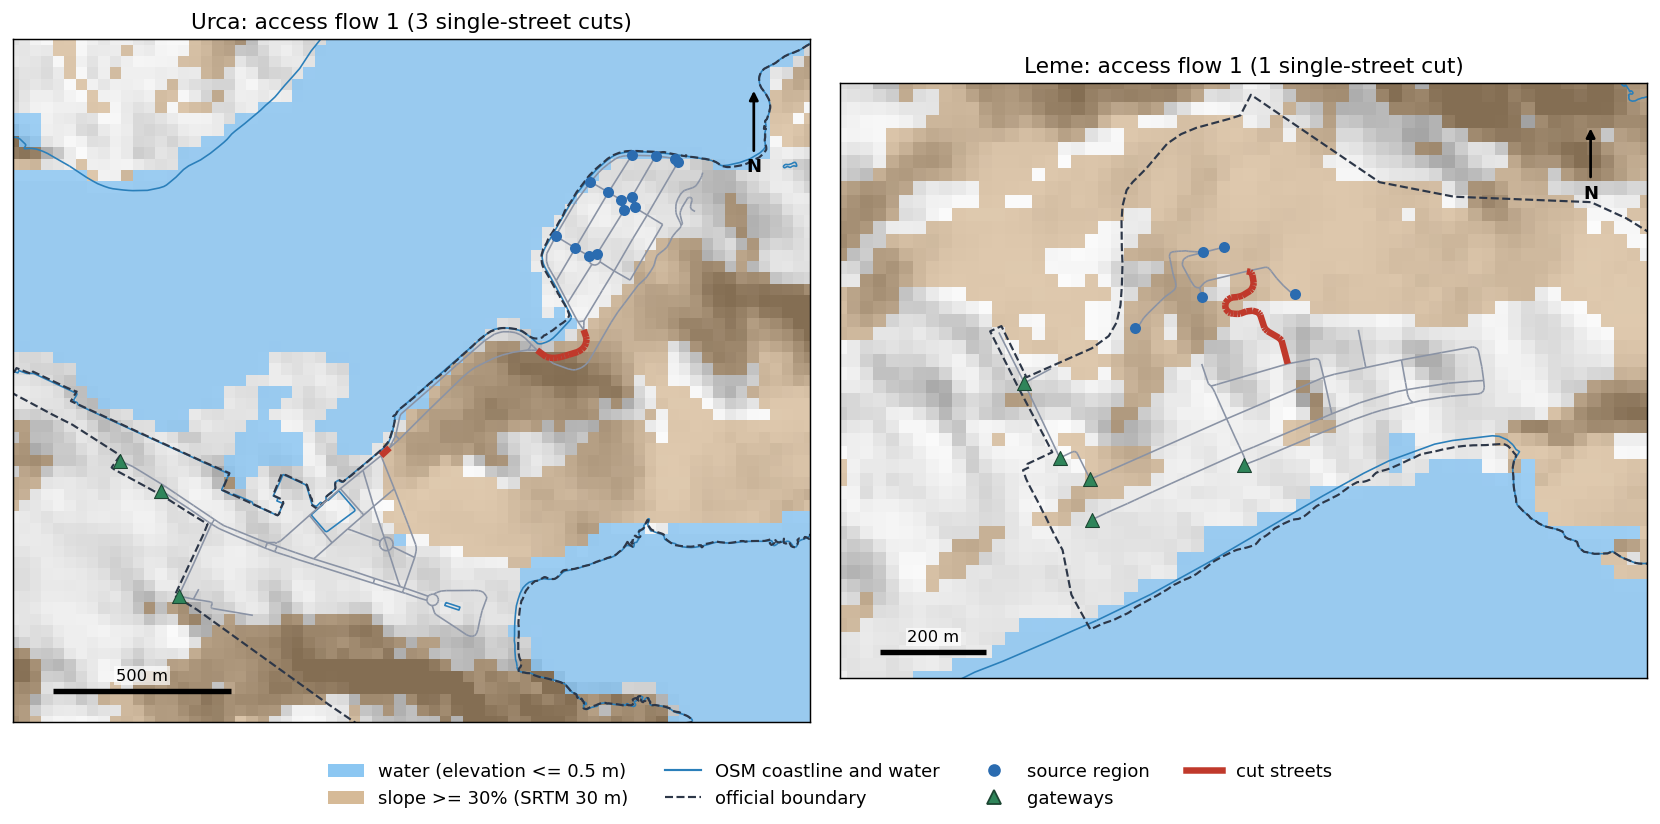 Urca: access flow 1 (3 single-street cuts)
Leme: access flow 1 (1 single-street cut)
N
N
500 m
200 m
water (elevation <= 0.5 m)
slope >= 30% (SRTM 30 m)
OSM coastline and water
official boundary
source region
gateways
cut streets